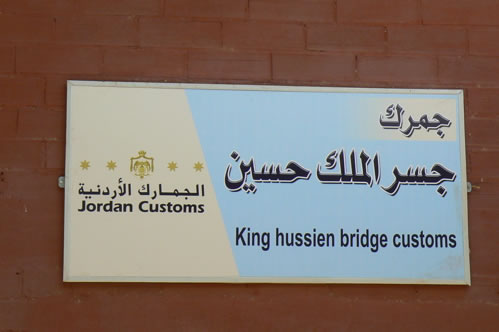 جمرك
جسر الملك حسين
King hussien bridge customs
الجمارك الأردنية
Jordan Customs